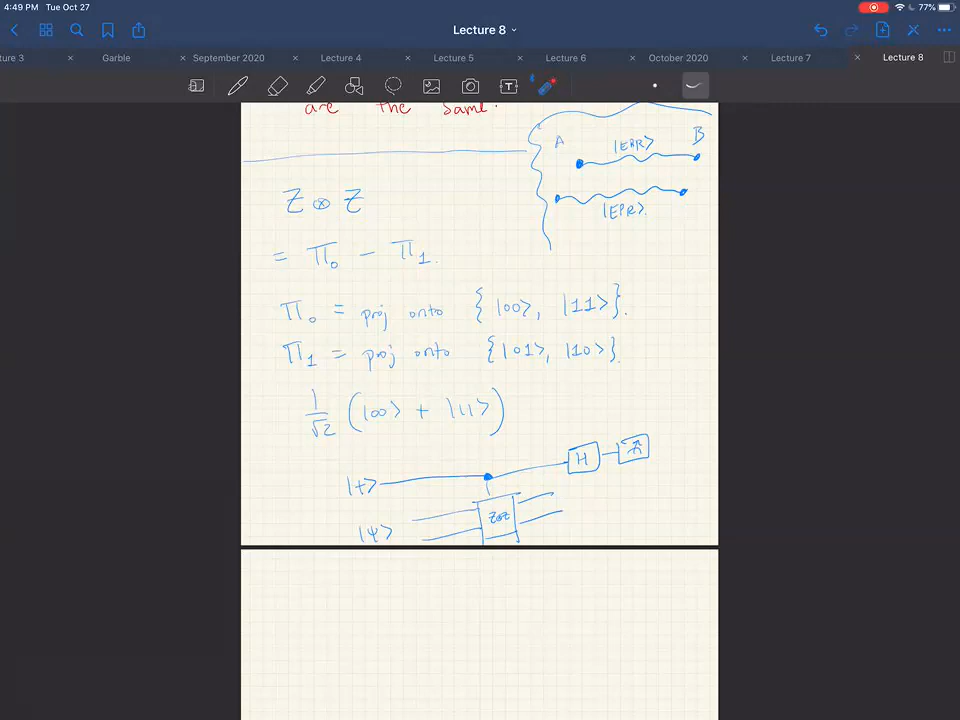 4:49 PM Tue Oct 27
77%
Lecture 8
ure 3
Garble
September 2020
Lecture 4
Lecture 5
Lecture 6
October 2020
Lecture 7
Lecture 8
T
are the same.
A |EPR> B
|EPR>.
Z ⊗ Z
= Π₀ - Π₁.
Π₀ = proj onto {|00>, |11>}.
Π₁ = proj onto {|01>, |10>}.
1/√2 (|00> + |11>)
|+> H
|ψ> Z⊗Z